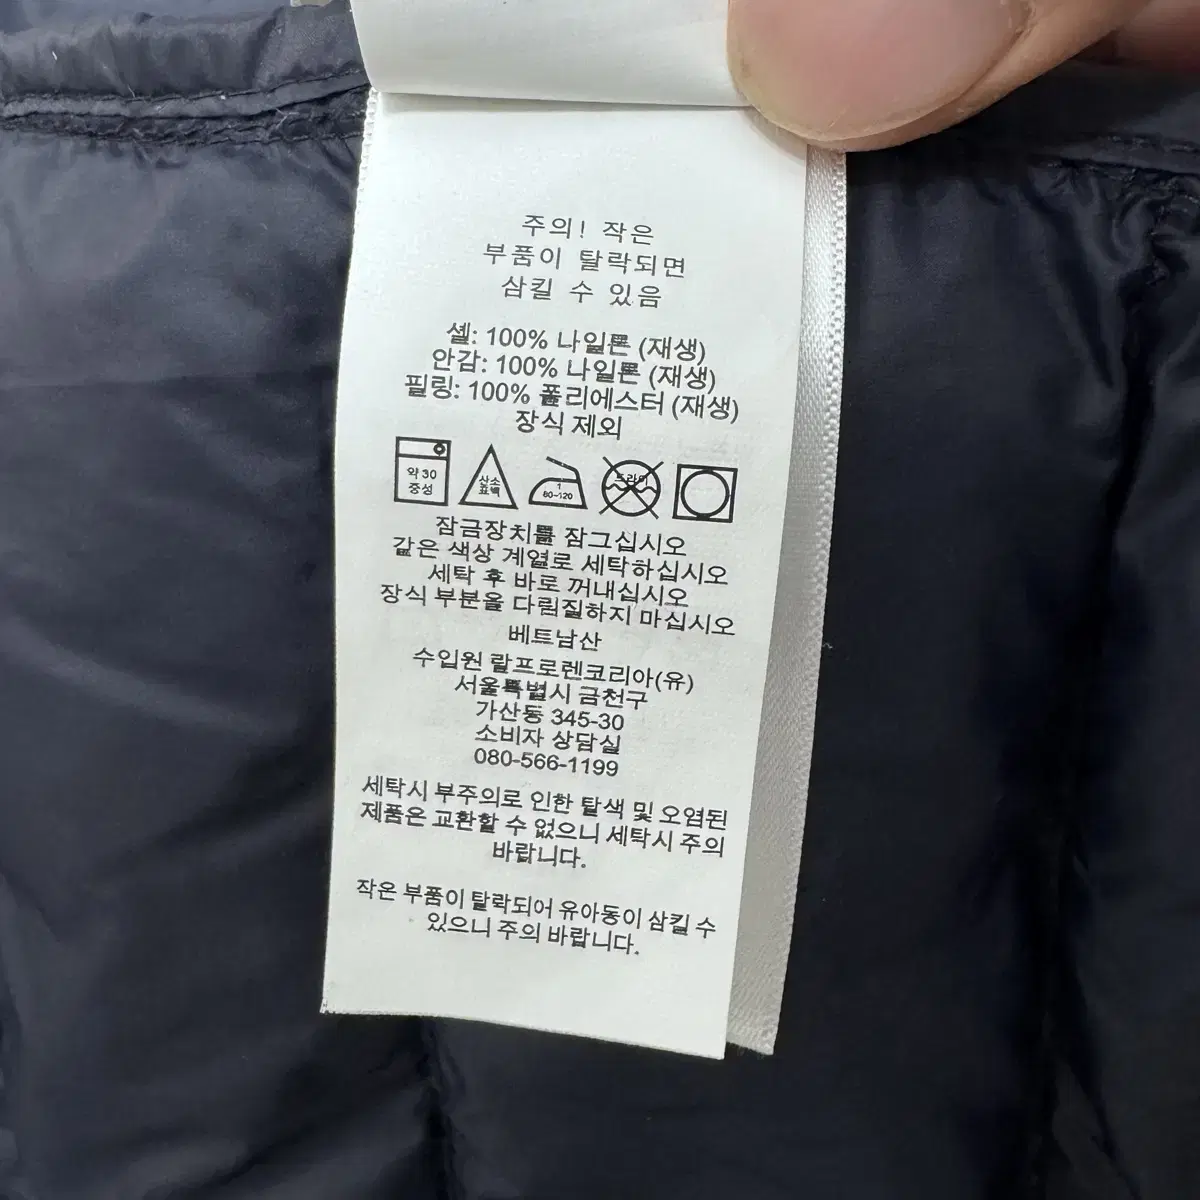 주의! 작은
부품이 탈락되면
삼킬 수 있음
셸: 100% 나일론 (재생)
안감: 100% 나일론 (재생)
필링: 100% 폴리에스터 (재생)
장식 제외
약 30
중성
산소
표백
1
80~120
드라이
잠금장치를 잠그십시오
같은 색상 계열로 세탁하십시오
세탁 후 바로 꺼내십시오
장식 부분을 다림질하지 마십시오
베트남산
수입원 랄프로렌코리아(유)
서울특별시 금천구
가산동 345-30
소비자 상담실
080-566-1199
세탁시 부주의로 인한 탈색 및 오염된
제품은 교환할 수 없으니 세탁시 주의
바랍니다.
작은 부품이 탈락되어 유아동이 삼킬 수
있으니 주의 바랍니다.